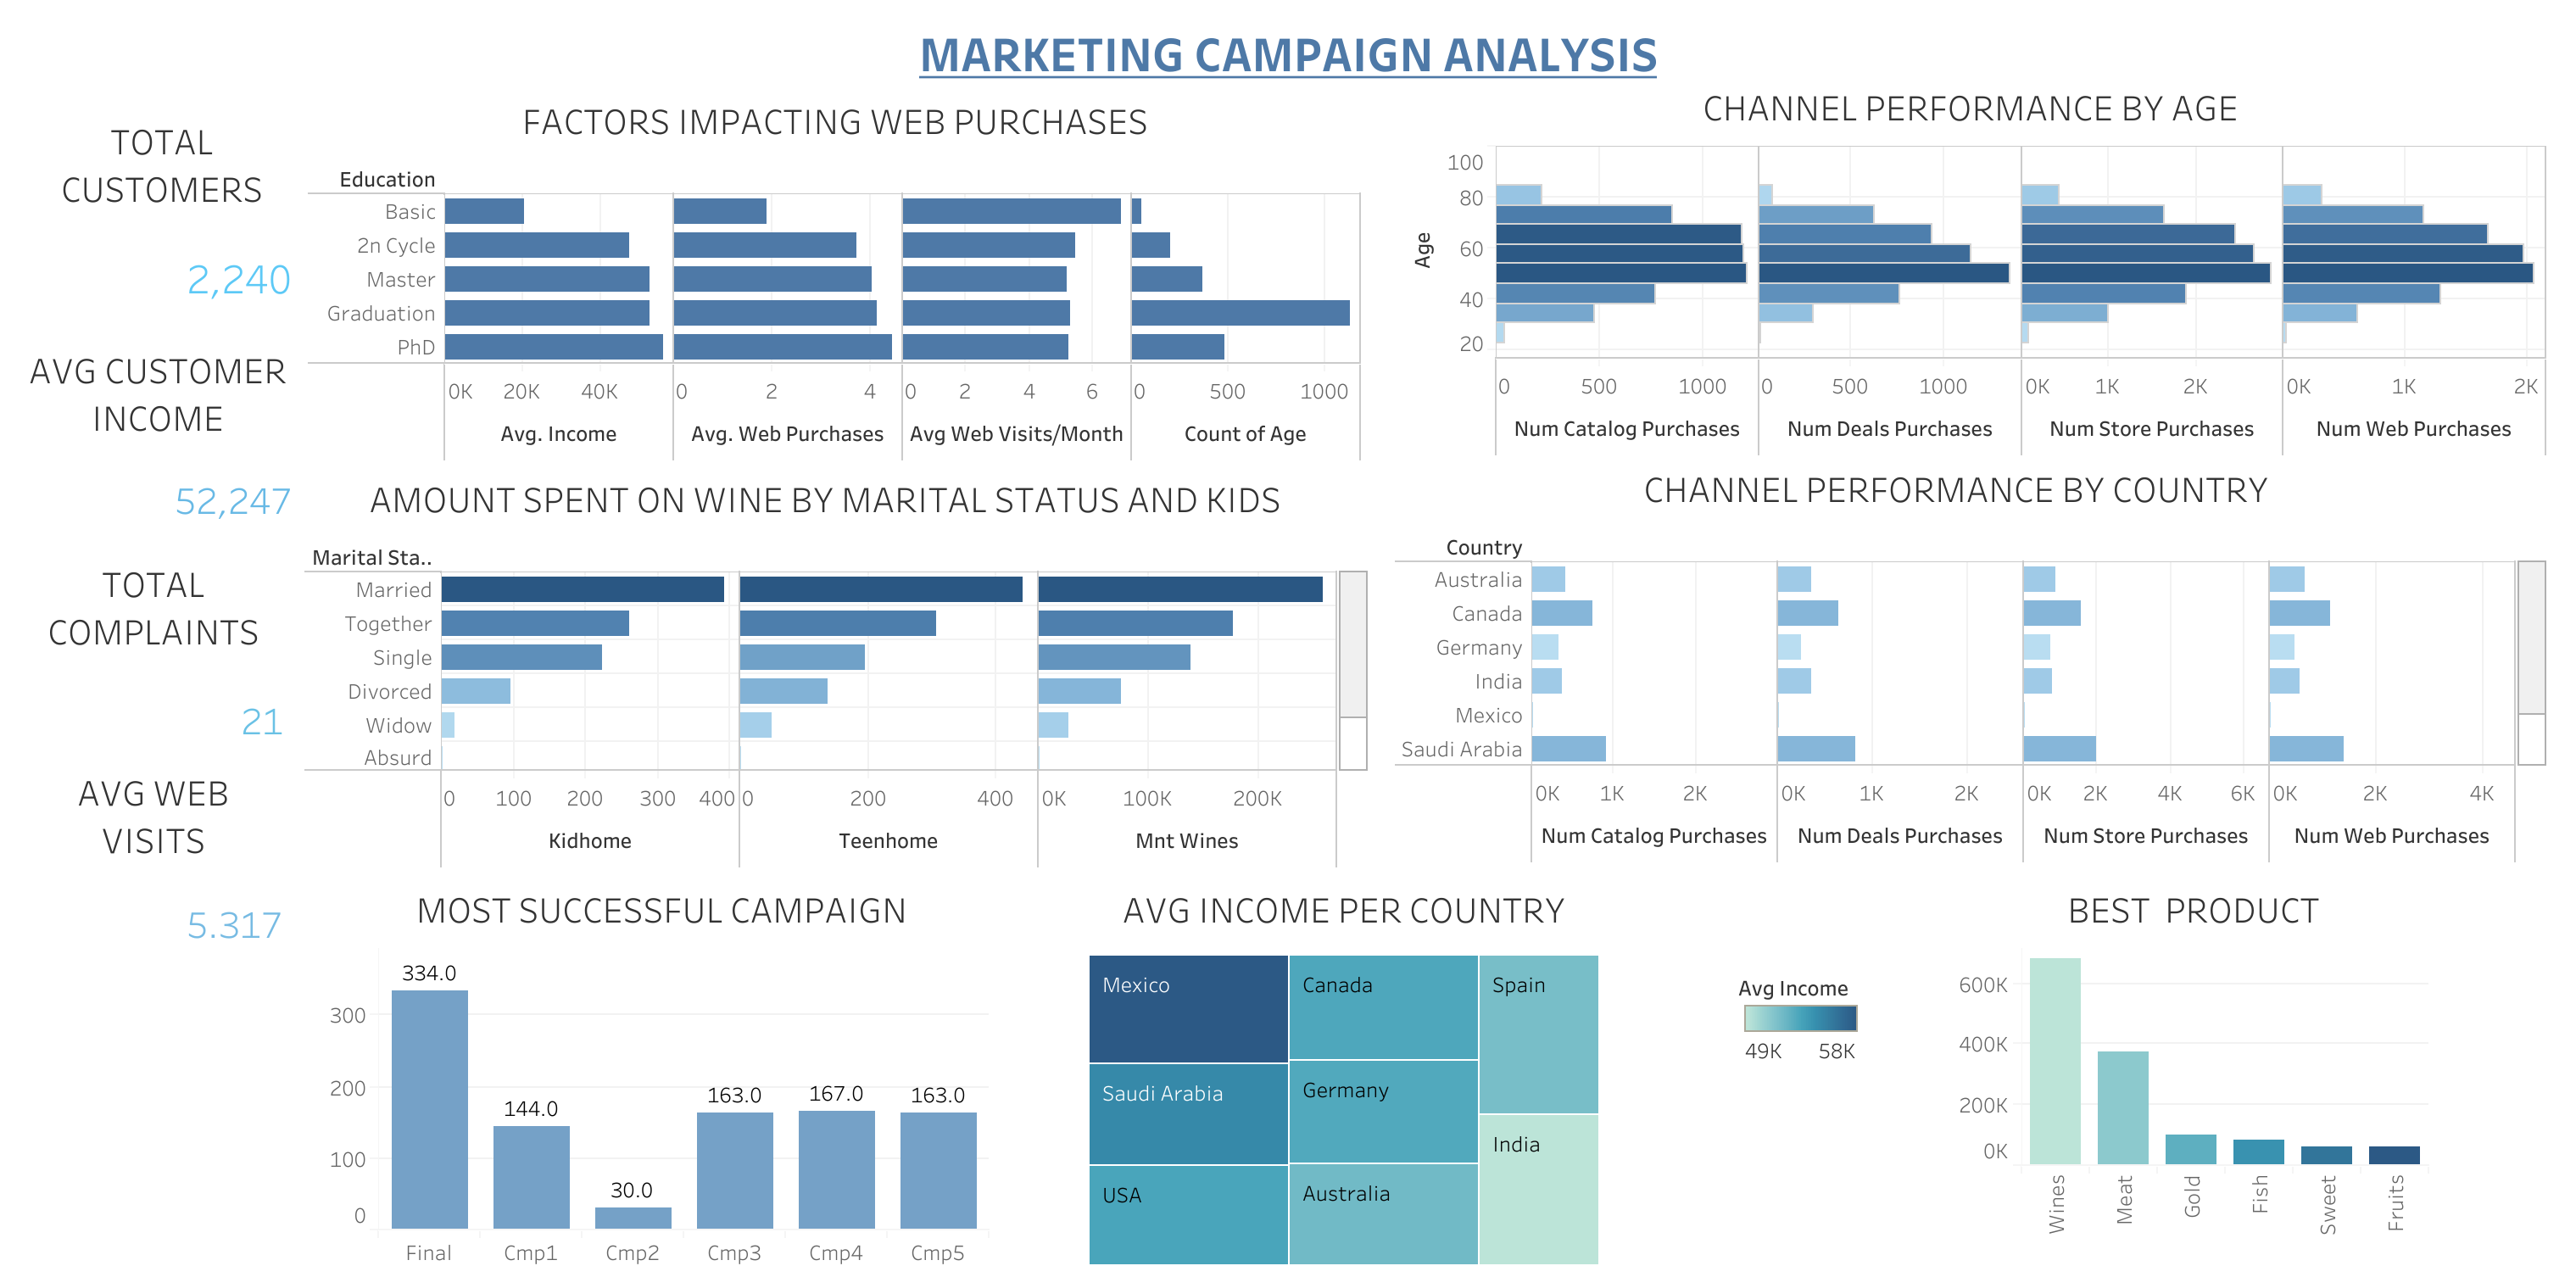 MARKETING CAMPAIGN ANALYSIS
TOTAL
CUSTOMERS
2,240
AVG CUSTOMER
INCOME
52,247
TOTAL
COMPLAINTS
21
AVG WEB
VISITS
5.317
FACTORS IMPACTING WEB PURCHASES
Education
Basic
2n Cycle
Master
Graduation
PhD
0K 20K 40K 0 2 4 0 2 4 6 0 500 1000
Avg. Income Avg. Web Purchases Avg Web Visits/Month Count of Age
CHANNEL PERFORMANCE BY AGE
Age
100
80
60
40
20
0 500 1000 0 500 1000 0K 1K 2K 0K 1K 2K
Num Catalog Purchases Num Deals Purchases Num Store Purchases Num Web Purchases
AMOUNT SPENT ON WINE BY MARITAL STATUS AND KIDS
Marital Sta..
Married
Together
Single
Divorced
Widow
Absurd
0 100 200 300 400 0 200 400 0K 100K 200K
Kidhome Teenhome Mnt Wines
CHANNEL PERFORMANCE BY COUNTRY
Country
Australia
Canada
Germany
India
Mexico
Saudi Arabia
0K 1K 2K 0K 1K 2K 0K 2K 4K 6K 0K 2K 4K
Num Catalog Purchases Num Deals Purchases Num Store Purchases Num Web Purchases
MOST SUCCESSFUL CAMPAIGN
300
200
100
0
334.0 144.0 30.0 163.0 167.0 163.0
Final Cmp1 Cmp2 Cmp3 Cmp4 Cmp5
AVG INCOME PER COUNTRY
Mexico Canada Spain
Saudi Arabia Germany India
USA Australia
Avg Income
49K 58K
BEST PRODUCT
600K
400K
200K
0K
Wines Meat Gold Fish Sweet Fruits